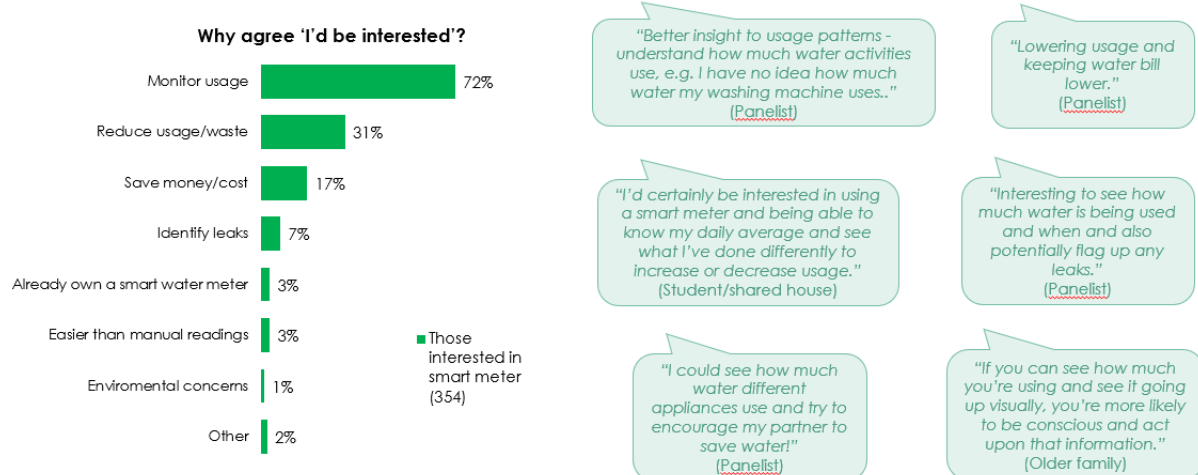 Why agree ‘I’d be interested’?
Monitor usage
72%
Reduce usage/waste
31%
Save money/cost
17%
Identify leaks
7%
Already own a smart water meter
3%
Easier than manual readings
3%
Enviromental concerns
1%
Other
2%
Those
interested in
smart meter
(354)
“Better insight to usage patterns -
understand how much water activities
use, e.g. I have no idea how much
water my washing machine uses..”
(Panelist)
“Lowering usage and
keeping water bill
lower.”
(Panelist)
“I’d certainly be interested in using
a smart meter and being able to
know my daily average and see
what I’ve done differently to
increase or decrease usage.”
(Student/shared house)
“Interesting to see how
much water is being used
and when and also
potentially flag up any
leaks.”
(Panelist)
“I could see how much
water different
appliances use and try to
encourage my partner to
save water!”
(Panelist)
“If you can see how much
you’re using and see it going
up visually, you’re more likely
to be conscious and act
upon that information.”
(Older family)